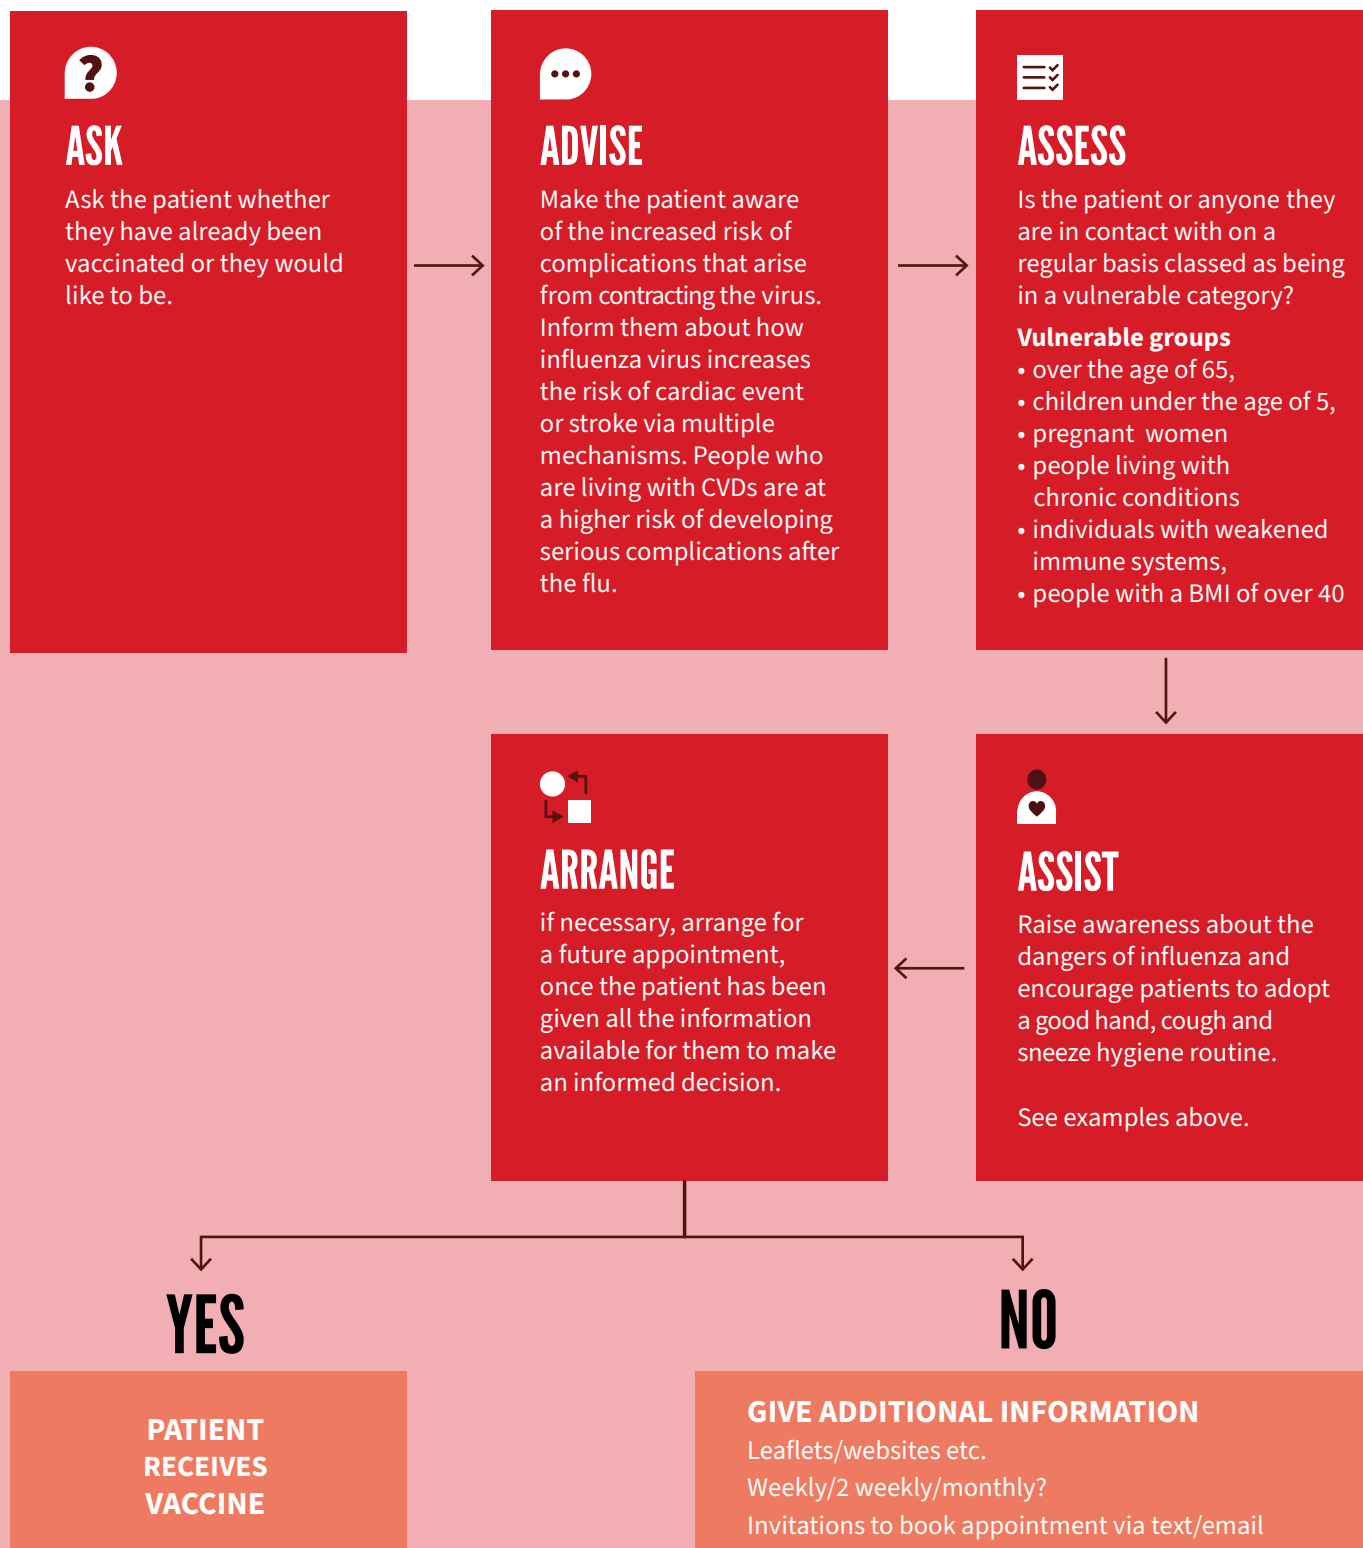 ?
ASK
Ask the patient whether
they have already been
vaccinated or they would
like to be.
ADVISE
Make the patient aware
of the increased risk of
complications that arise
from contracting the virus.
Inform them about how
influenza virus increases
the risk of cardiac event
or stroke via multiple
mechanisms. People who
are living with CVDs are at
a higher risk of developing
serious complications after
the flu.
ASSESS
Is the patient or anyone they
are in contact with on a
regular basis classed as being
in a vulnerable category?
Vulnerable groups
• over the age of 65,
• children under the age of 5,
• pregnant  women
• people living with
chronic conditions
• individuals with weakened
immune systems,
• people with a BMI of over 40
ASSIST
Raise awareness about the
dangers of influenza and
encourage patients to adopt
a good hand, cough and
sneeze hygiene routine.
See examples above.
ARRANGE
if necessary, arrange for
a future appointment,
once the patient has been
given all the information
available for them to make
an informed decision.
YES
PATIENT
RECEIVES
VACCINE
NO
GIVE ADDITIONAL INFORMATION
Leaflets/websites etc.
Weekly/2 weekly/monthly?
Invitations to book appointment via text/email